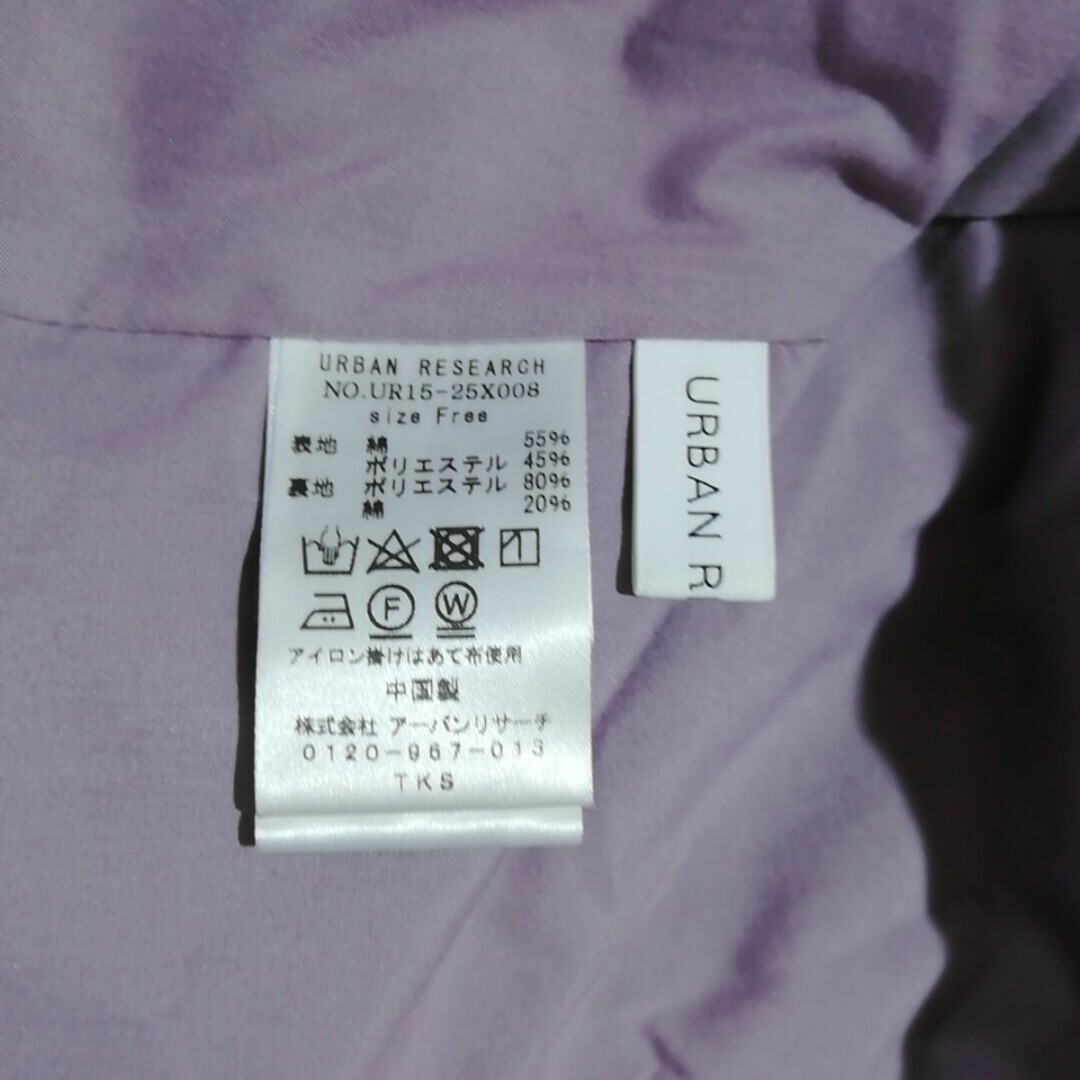 URBAN RESEARCH
NO.UR15-25X008
size Free
表地 綿 55%
ポリエステル 45%
裏地 ポリエステル 80%
綿 20%
F W
アイロン掛けはあて布使用
中国製
株式会社 アーバンリサーチ
0120-967-013
TKS
URBAN R